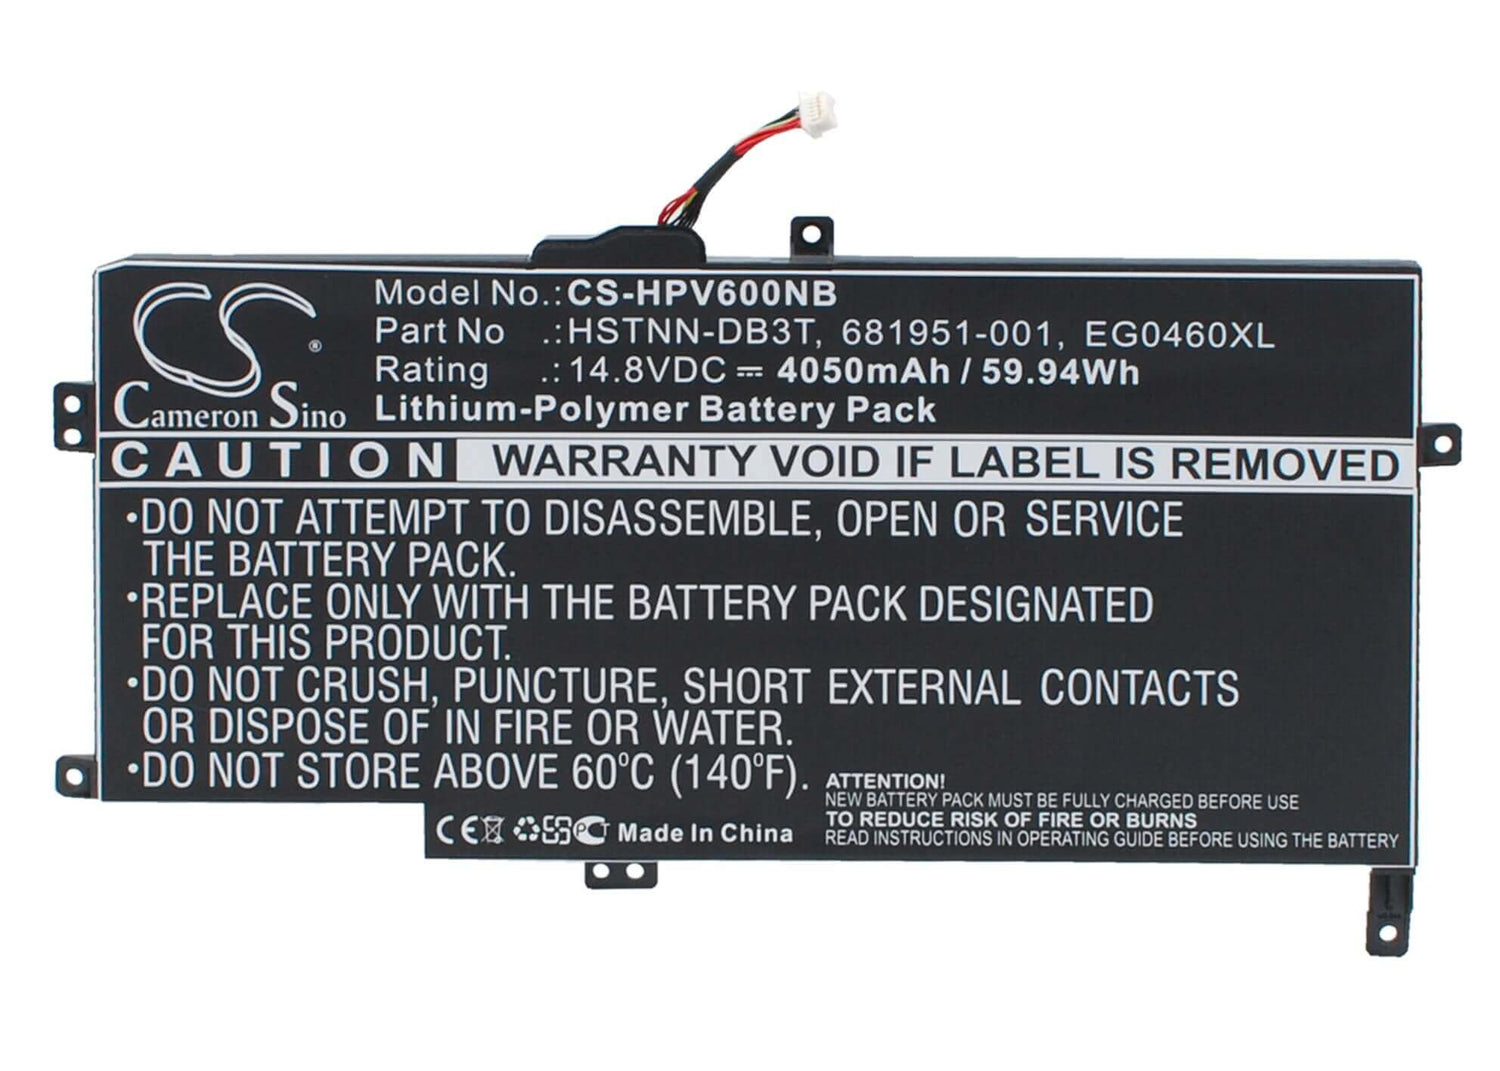 CS®
Cameron Sino
Model No.: CS-HPV600NB
Part No .: HSTNN-DB3T, 681951-001, EG0460XL
Rating .: 14.8VDC ⎓ 4050mAh / 59.94Wh
Lithium-Polymer Battery Pack
CAUTION WARRANTY VOID IF LABEL IS REMOVED
•DO NOT ATTEMPT TO DISASSEMBLE, OPEN OR SERVICE
THE BATTERY PACK.
•REPLACE ONLY WITH THE BATTERY PACK DESIGNATED
FOR THIS PRODUCT.
•DO NOT CRUSH, PUNCTURE, SHORT EXTERNAL CONTACTS
OR DISPOSE OF IN FIRE OR WATER.
•DO NOT STORE ABOVE 60°C (140°F).
ATTENTION!
NEW BATTERY PACK MUST BE FULLY CHARGED BEFORE USE
TO REDUCE RISK OF FIRE OR BURNS
READ INSTRUCTIONS IN OPERATING GUIDE BEFORE USING THE BATTERY
CE PCT Made In China